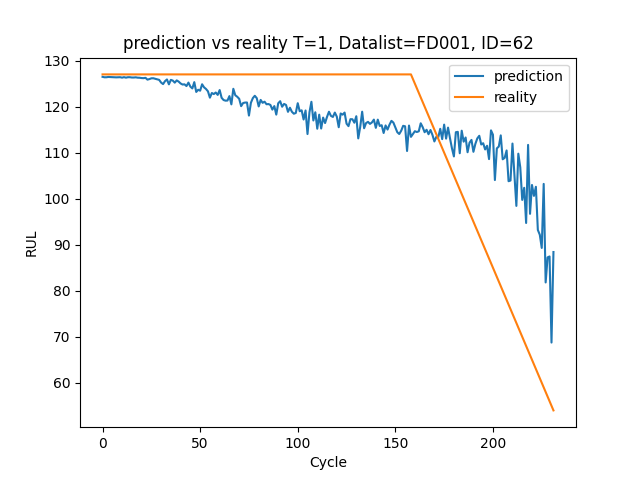 prediction vs reality T=1, Datalist=FD001, ID=62
prediction
reality
130
120
110
100
90
80
70
60
RUL
0
50
100
150
200
Cycle